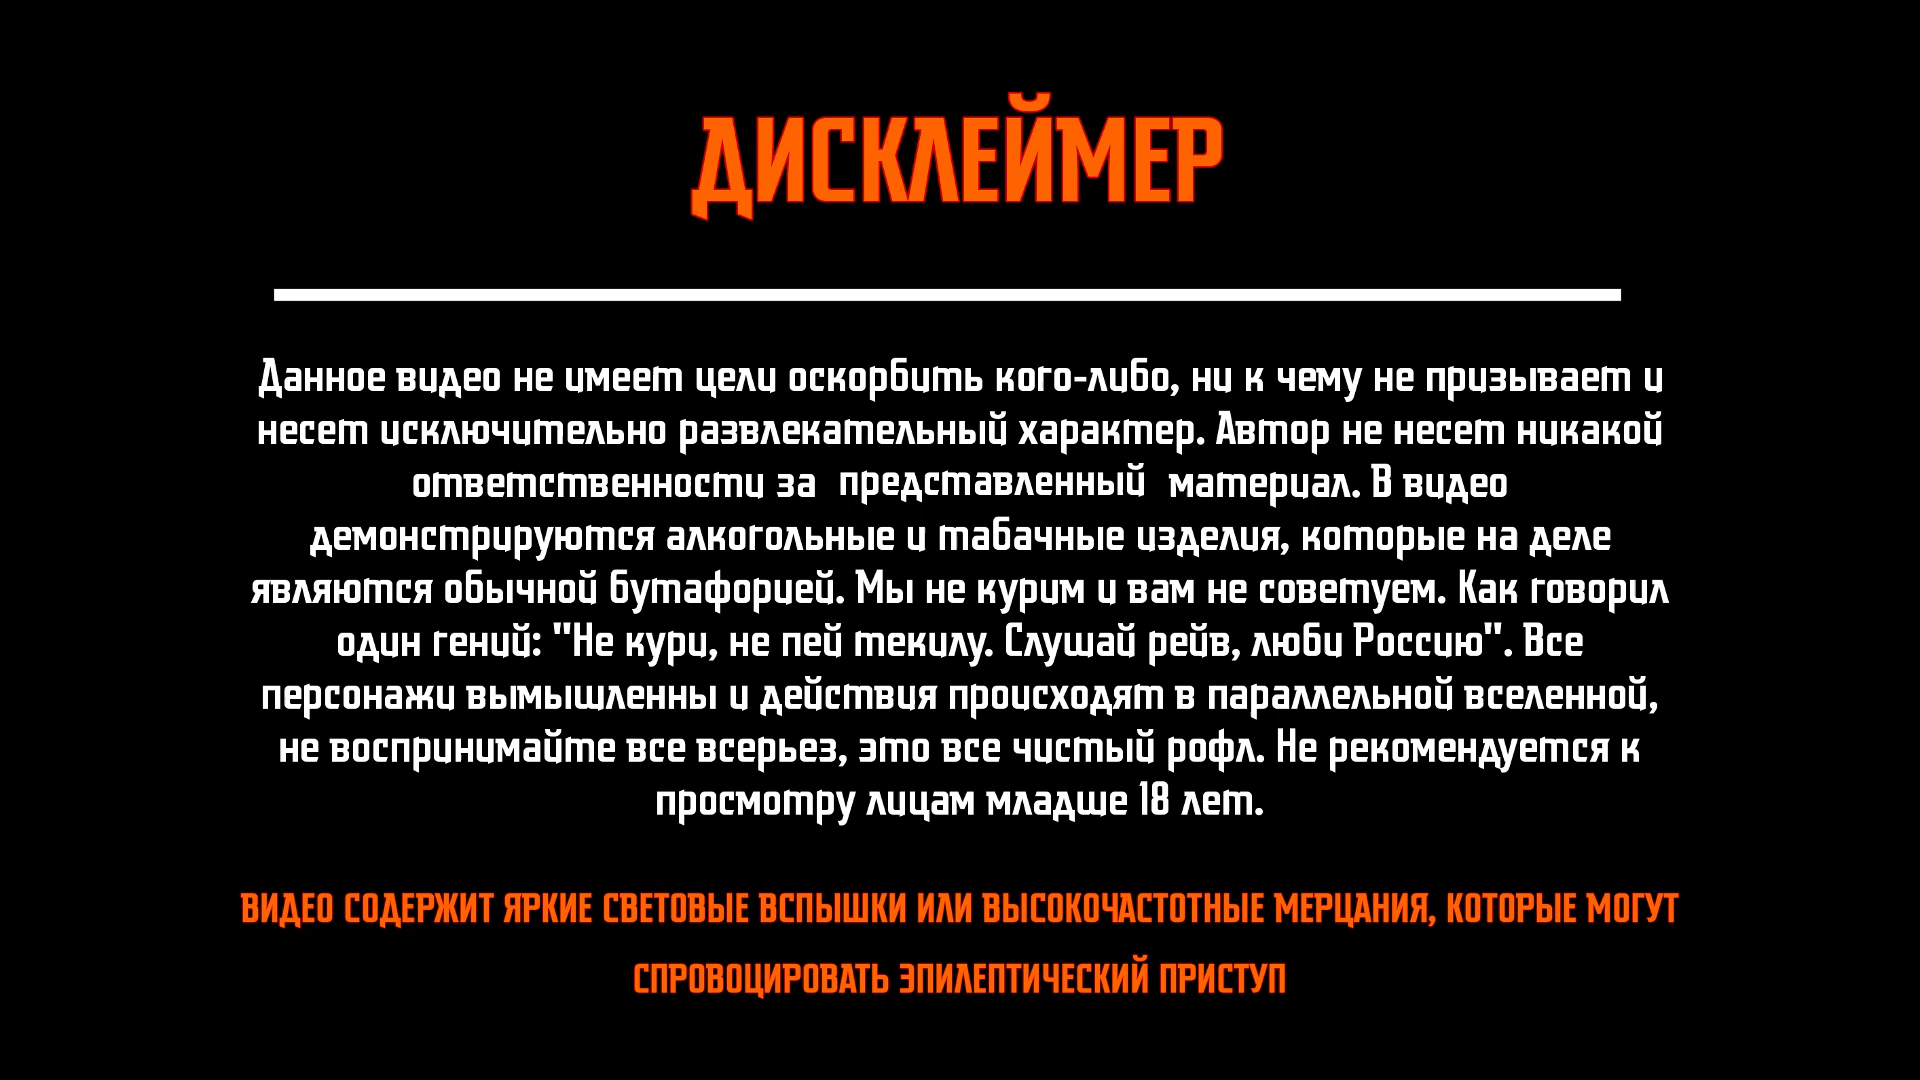 ДИСКЛЕЙМЕР
Данное видео не имеет цели оскорбить кого-либо, ни к чему не призывает и
несет исключительно развлекательный характер. Автор не несет никакой
ответственности за представленный материал. В видео
демонстрируются алкогольные и табачные изделия, которые на деле
являются обычной бутафорией. Мы не курим и вам не советуем. Как говорил
один гений: "Не кури, не пей текилу. Слушай рейв, люби Россию". Все
персонажи вымышленны и действия происходят в параллельной вселенной,
не воспринимайте все всерьез, это все чистый рофл. Не рекомендуется к
просмотру лицам младше 18 лет.
ВИДЕО СОДЕРЖИТ ЯРКИЕ СВЕТОВЫЕ ВСПЫШКИ ИЛИ ВЫСОКОЧАСТОТНЫЕ МЕРЦАНИЯ, КОТОРЫЕ МОГУТ
СПРОВОЦИРОВАТЬ ЭПИЛЕПТИЧЕСКИЙ ПРИСТУП